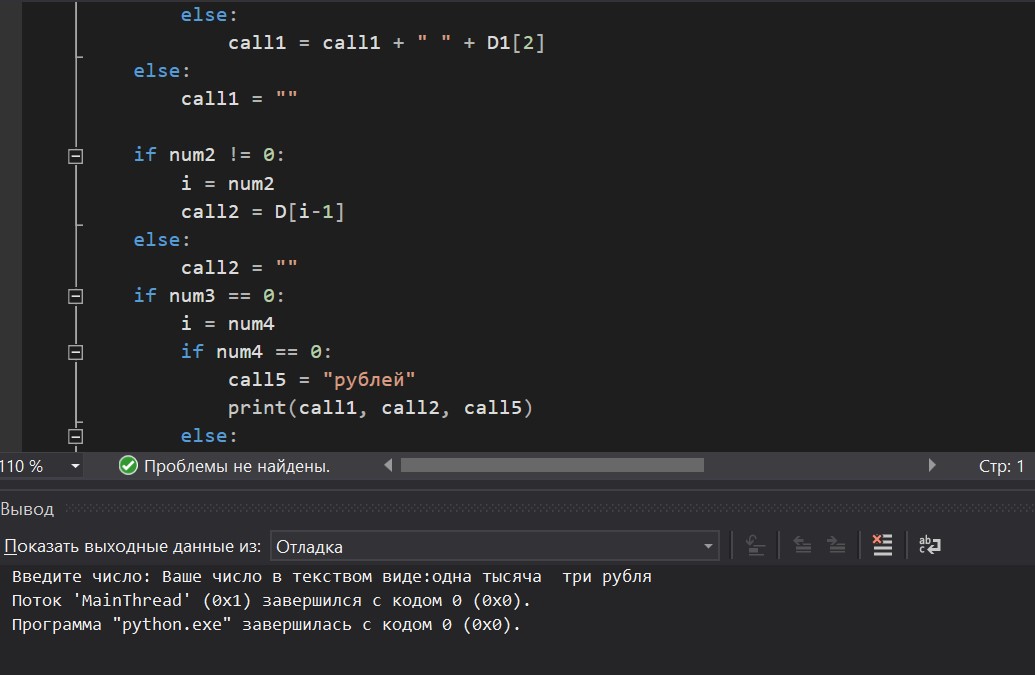 else:
call1 = call1 + " " + D1[2]
else:
call1 = ""
if num2 != 0:
i = num2
call2 = D[i-1]
else:
call2 = ""
if num3 == 0:
i = num4
if num4 == 0:
call5 = "рублей"
print(call1, call2, call5)
else:
110 % Проблемы не найдены. Стр: 1
Вывод
Показать выходные данные из: Отладка
Введите число: Ваше число в текстом виде:одна тысяча  три рубля
Поток 'MainThread' (0x1) завершился с кодом 0 (0x0).
Программа "python.exe" завершилась с кодом 0 (0x0).